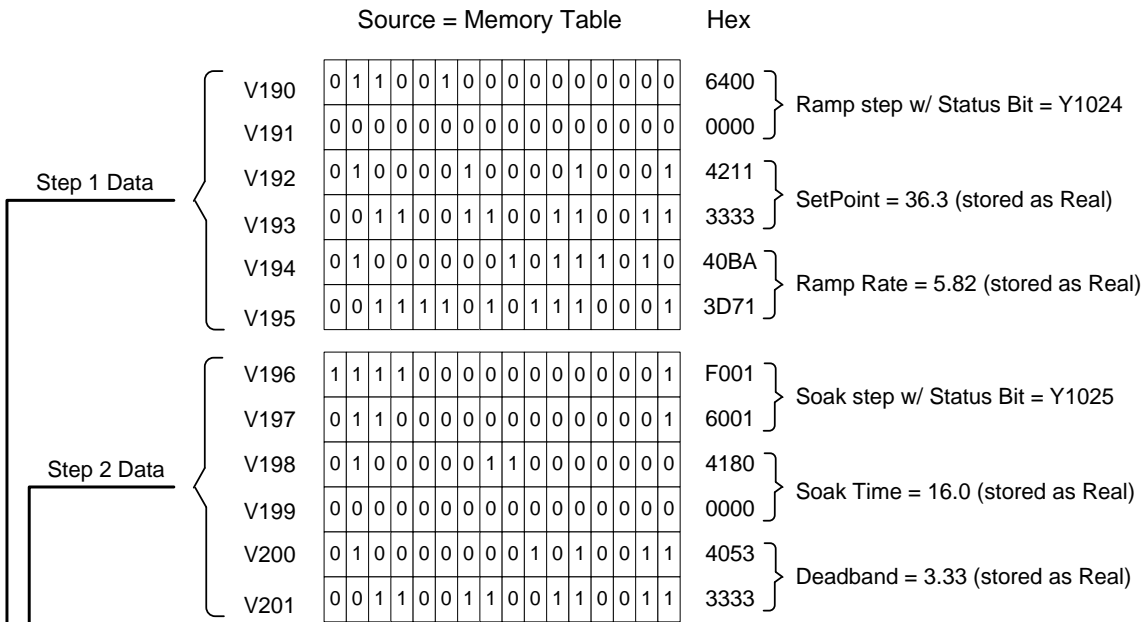 Source = Memory Table Hex
V190 0 1 1 0 0 1 0 0 0 0 0 0 0 0 0 0 6400
Ramp step w/ Status Bit = Y1024
V191 0 0 0 0 0 0 0 0 0 0 0 0 0 0 0 0 0000
Step 1 Data
V192 0 1 0 0 0 0 1 0 0 0 0 1 0 0 0 1 4211
SetPoint = 36.3 (stored as Real)
V193 0 0 1 1 0 0 1 1 0 0 1 1 0 0 1 1 3333
V194 0 1 0 0 0 0 0 0 1 0 1 1 1 0 1 0 40BA
Ramp Rate = 5.82 (stored as Real)
V195 0 0 1 1 1 1 0 1 0 1 1 1 0 0 0 1 3D71
V196 1 1 1 1 0 0 0 0 0 0 0 0 0 0 0 1 F001
Soak step w/ Status Bit = Y1025
V197 0 1 1 0 0 0 0 0 0 0 0 0 0 0 0 1 6001
Step 2 Data
V198 0 1 0 0 0 0 0 1 1 0 0 0 0 0 0 0 4180
Soak Time = 16.0 (stored as Real)
V199 0 0 0 0 0 0 0 0 0 0 0 0 0 0 0 0 0000
V200 0 1 0 0 0 0 0 0 0 1 0 1 0 0 1 1 4053
Deadband = 3.33 (stored as Real)
V201 0 0 1 1 0 0 1 1 0 0 1 1 0 0 1 1 3333